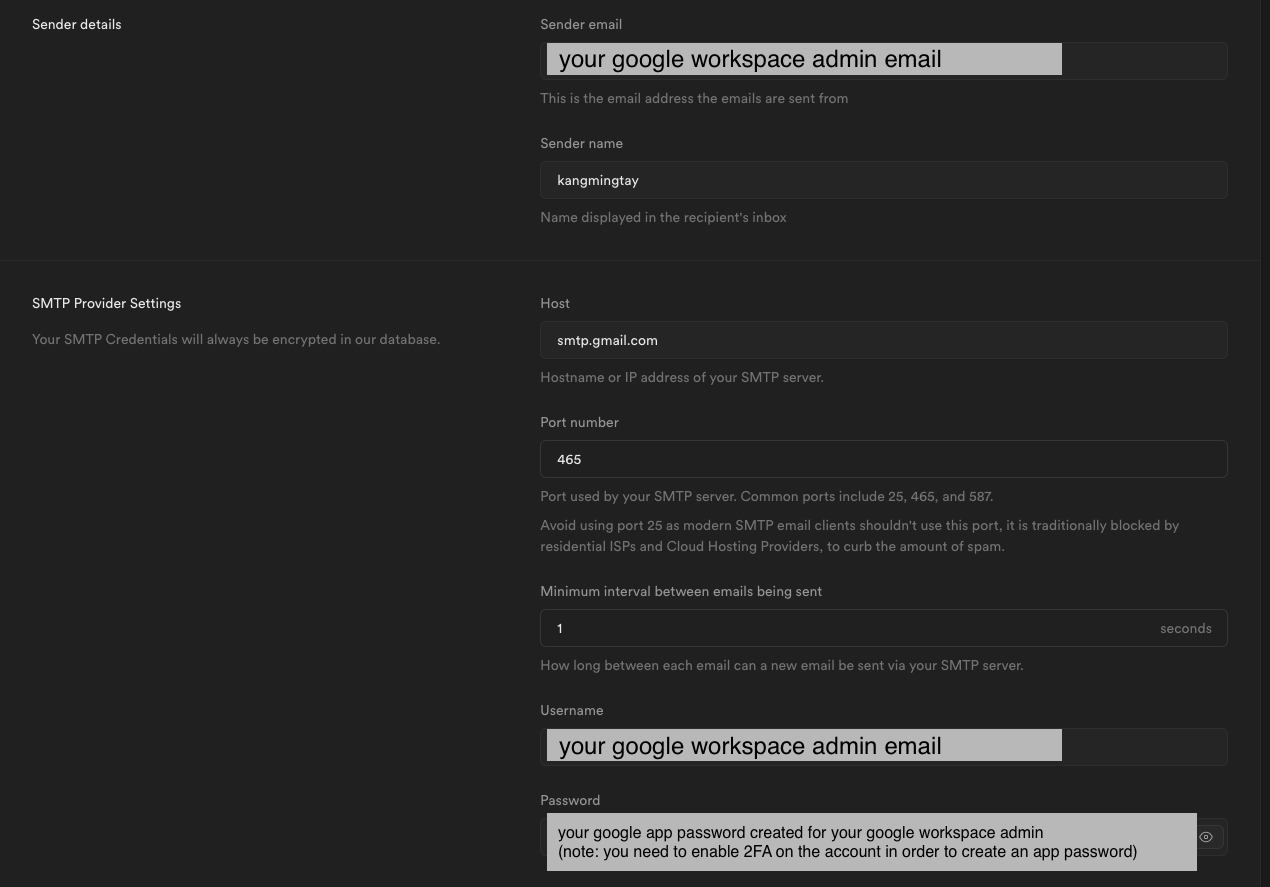 Sender details
Sender email
your google workspace admin email
This is the email address the emails are sent from
Sender name
kangmingtay
Name displayed in the recipient's inbox
SMTP Provider Settings
Your SMTP Credentials will always be encrypted in our database.
Host
smtp.gmail.com
Hostname or IP address of your SMTP server.
Port number
465
Port used by your SMTP server. Common ports include 25, 465, and 587.
Avoid using port 25 as modern SMTP email clients shouldn't use this port, it is traditionally blocked by
residential ISPs and Cloud Hosting Providers, to curb the amount of spam.
Minimum interval between emails being sent
1 seconds
How long between each email can a new email be sent via your SMTP server.
Username
your google workspace admin email
Password
your google app password created for your google workspace admin
(note: you need to enable 2FA on the account in order to create an app password)